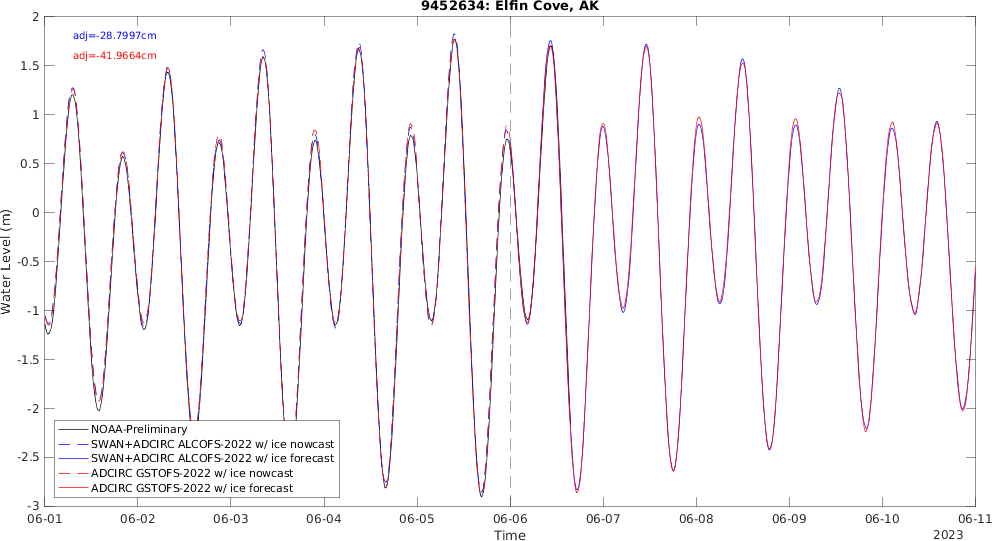 9452634: Elfin Cove, AK
adj=-28.7997cm
adj=-41.9664cm
Water Level (m)
2
1.5
1
0.5
0
-0.5
-1
-1.5
-2
-2.5
-3
NOAA-Preliminary
SWAN+ADCIRC ALCOFS-2022 w/ ice nowcast
SWAN+ADCIRC ALCOFS-2022 w/ ice forecast
ADCIRC GSTOFS-2022 w/ ice nowcast
ADCIRC GSTOFS-2022 w/ ice forecast
06-01 06-02 06-03 06-04 06-05 06-06 06-07 06-08 06-09 06-10 06-11
Time
2023